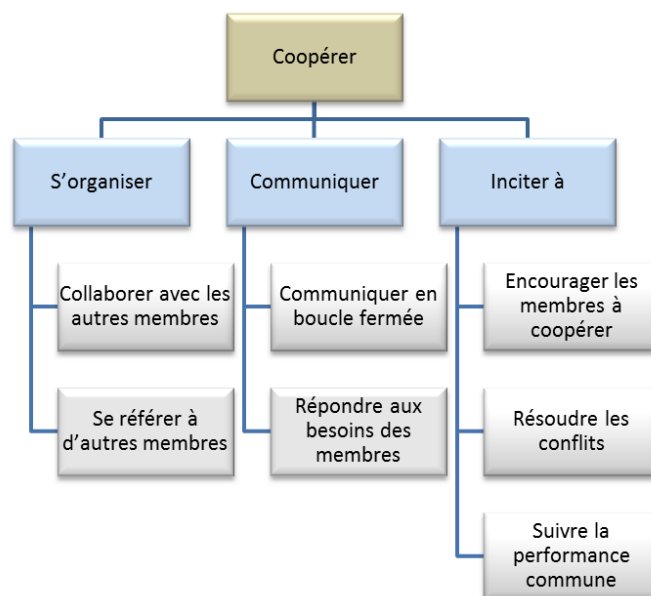 Coopérer
S’organiser
Communiquer
Inciter à
Collaborer avec les
autres membres
Se référer à
d’autres membres
Communiquer en
boucle fermée
Répondre aux
besoins des
membres
Encourager les
membres à
coopérer
Résoudre les
conflits
Suivre la
performance
commune